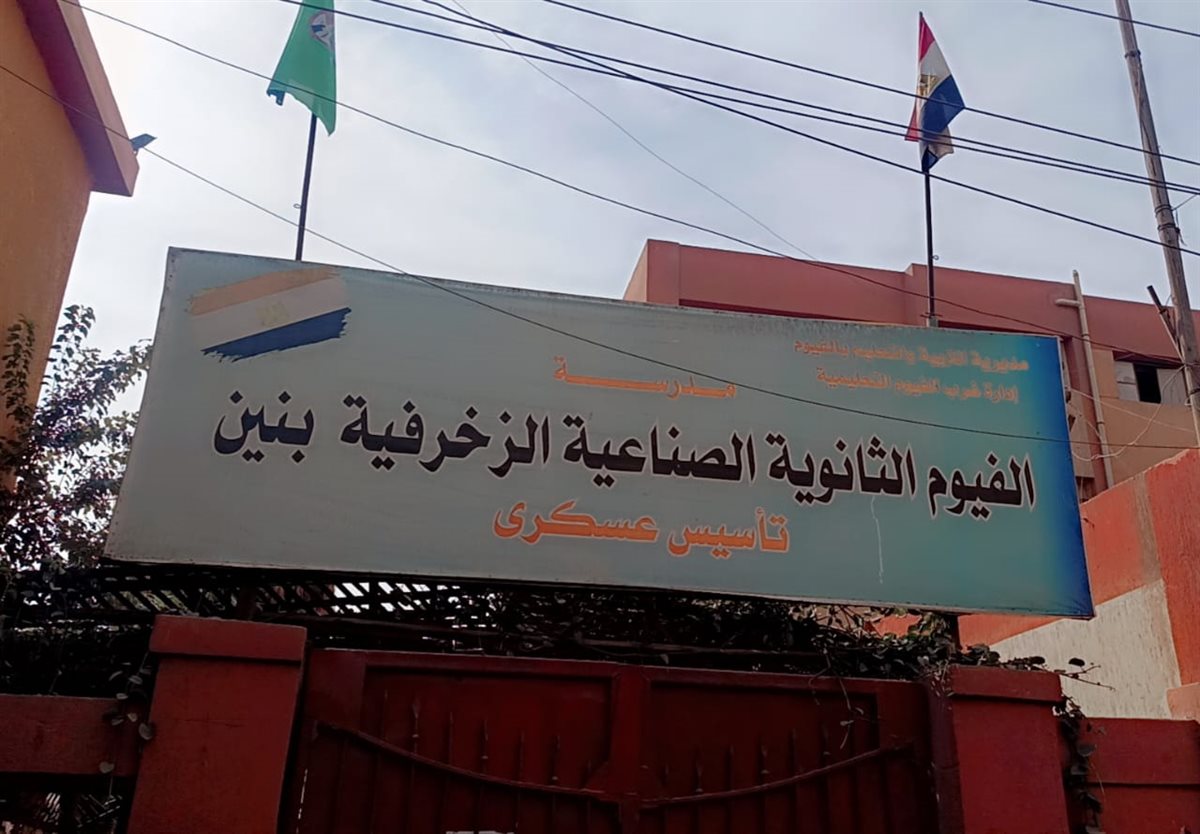 مديرية التربية والتعليم بالفيوم
إدارة غرب الفيوم التعليمية
مدرسة
الفيوم الثانوية الصناعية الزخرفية بنين
تأسيس عسكرى